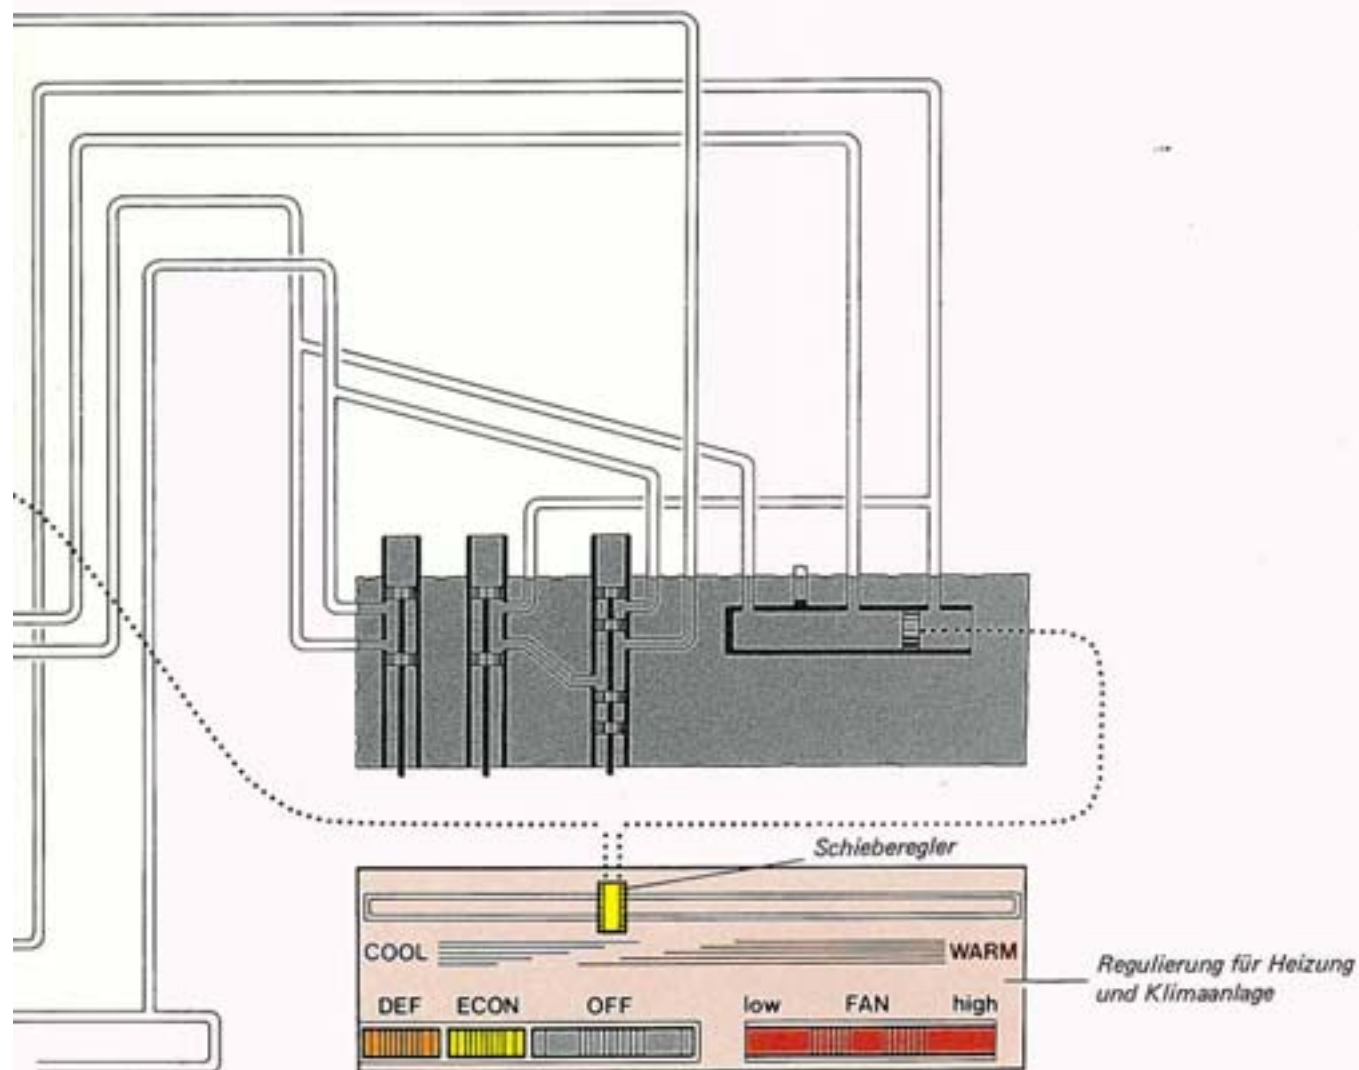 Schieberegler
COOL
WARM
Regulierung für Heizung
und Klimaanlage
DEF ECON OFF low FAN high